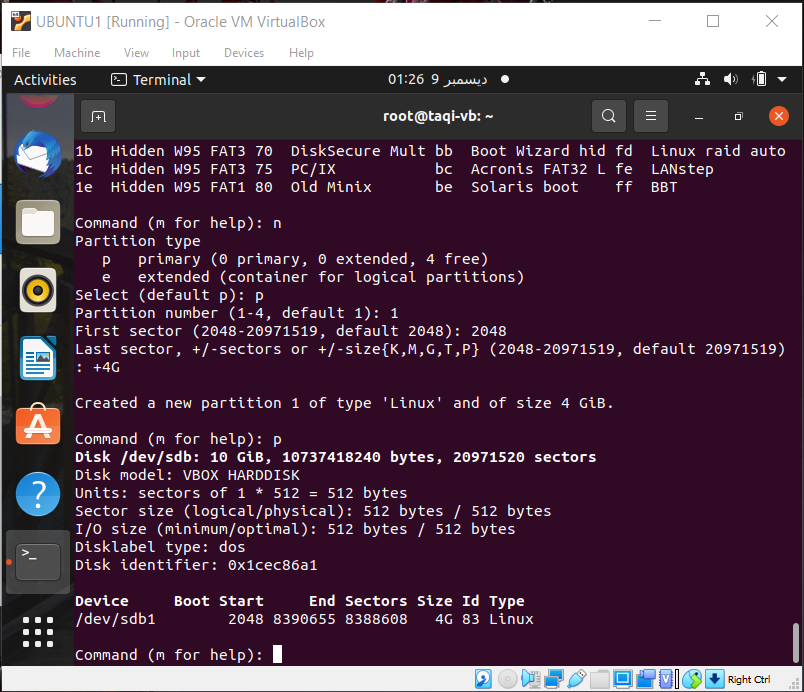 UBUNTU1 [Running] - Oracle VM VirtualBox
File Machine View Input Devices Help
Activities Terminal 01:26 9 ديسمبر
root@taqi-vb: ~
1b Hidden W95 FAT3 70 DiskSecure Mult bb Boot Wizard hid fd Linux raid auto
1c Hidden W95 FAT3 75 PC/IX bc Acronis FAT32 L fe LANstep
1e Hidden W95 FAT1 80 Old Minix be Solaris boot ff BBT
Command (m for help): n
Partition type
p primary (0 primary, 0 extended, 4 free)
e extended (container for logical partitions)
Select (default p): p
Partition number (1-4, default 1): 1
First sector (2048-20971519, default 2048): 2048
Last sector, +/-sectors or +/-size{K,M,G,T,P} (2048-20971519, default 20971519)
: +4G
Created a new partition 1 of type 'Linux' and of size 4 GiB.
Command (m for help): p
Disk /dev/sdb: 10 GiB, 10737418240 bytes, 20971520 sectors
Disk model: VBOX HARDDISK
Units: sectors of 1 * 512 = 512 bytes
Sector size (logical/physical): 512 bytes / 512 bytes
I/O size (minimum/optimal): 512 bytes / 512 bytes
Disklabel type: dos
Disk identifier: 0x1cec86a1
Device Boot Start End Sectors Size Id Type
/dev/sdb1 2048 8390655 8388608 4G 83 Linux
Command (m for help):
Right Ctrl